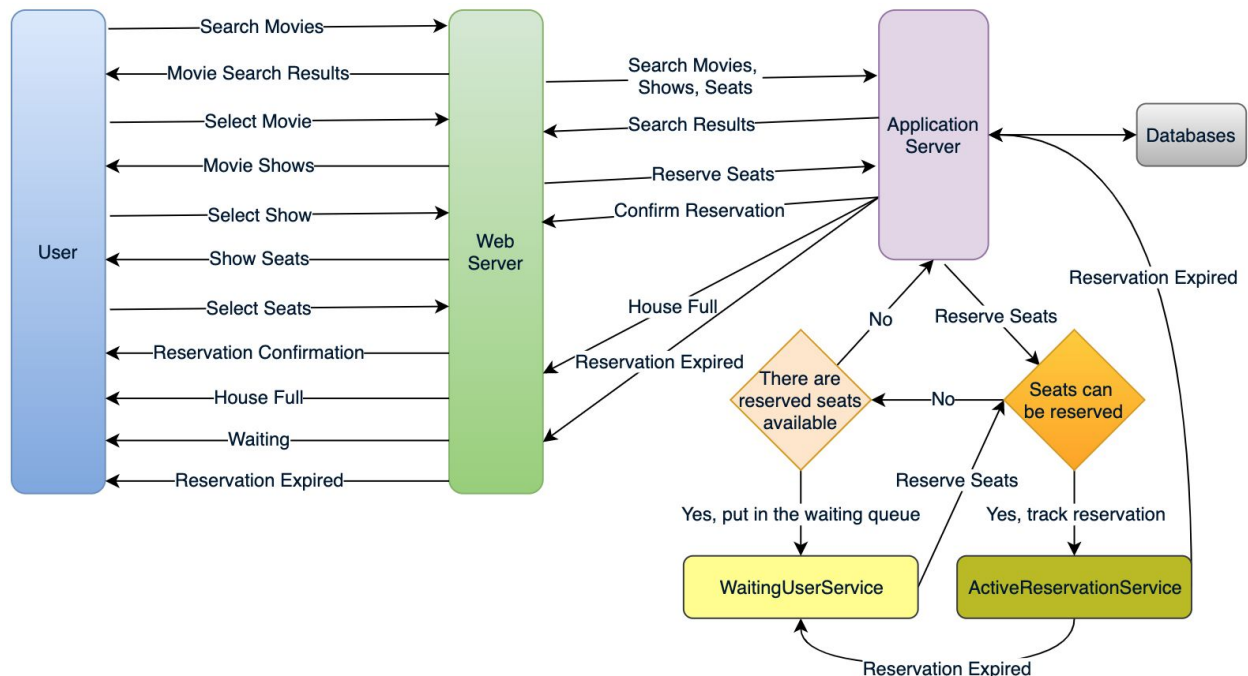 Search Movies
Movie Search Results
Select Movie
Movie Shows
Select Show
Show Seats
Select Seats
Reservation Confirmation
House Full
Waiting
Reservation Expired
User
Web
Server
Search Movies,
Shows, Seats
Search Results
Reserve Seats
Confirm Reservation
House Full
Reservation Expired
Application
Server
Databases
Reservation Expired
No
Reserve Seats
There are
reserved seats
available
No
Seats can
be reserved
Reserve Seats
Yes, put in the waiting queue
Yes, track reservation
WaitingUserService
ActiveReservationService
Reservation Expired